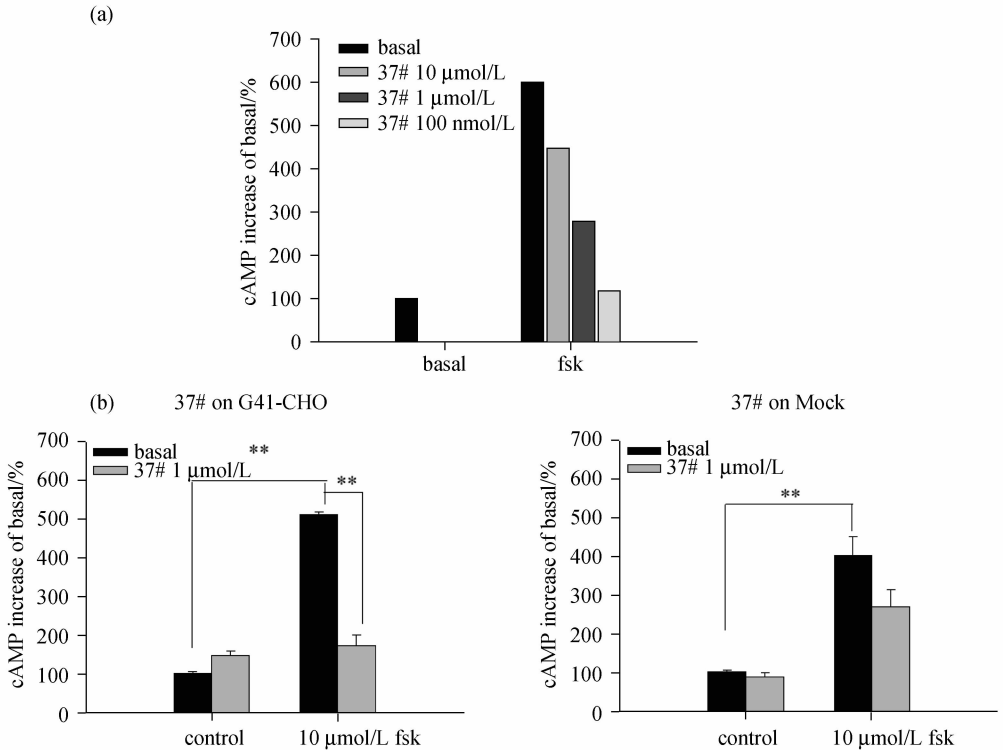 (a)
basal
37# 10 μmol/L
37# 1 μmol/L
37# 100 nmol/L
cAMP increase of basal/%
700
600
500
400
300
200
100
0
basal
fsk
(b)
37# on G41-CHO
basal
37# 1 μmol/L
**
**
cAMP increase of basal/%
700
600
500
400
300
200
100
0
control
10 μmol/L fsk
37# on Mock
basal
37# 1 μmol/L
**
cAMP increase of basal/%
700
600
500
400
300
200
100
0
control
10 μmol/L fsk